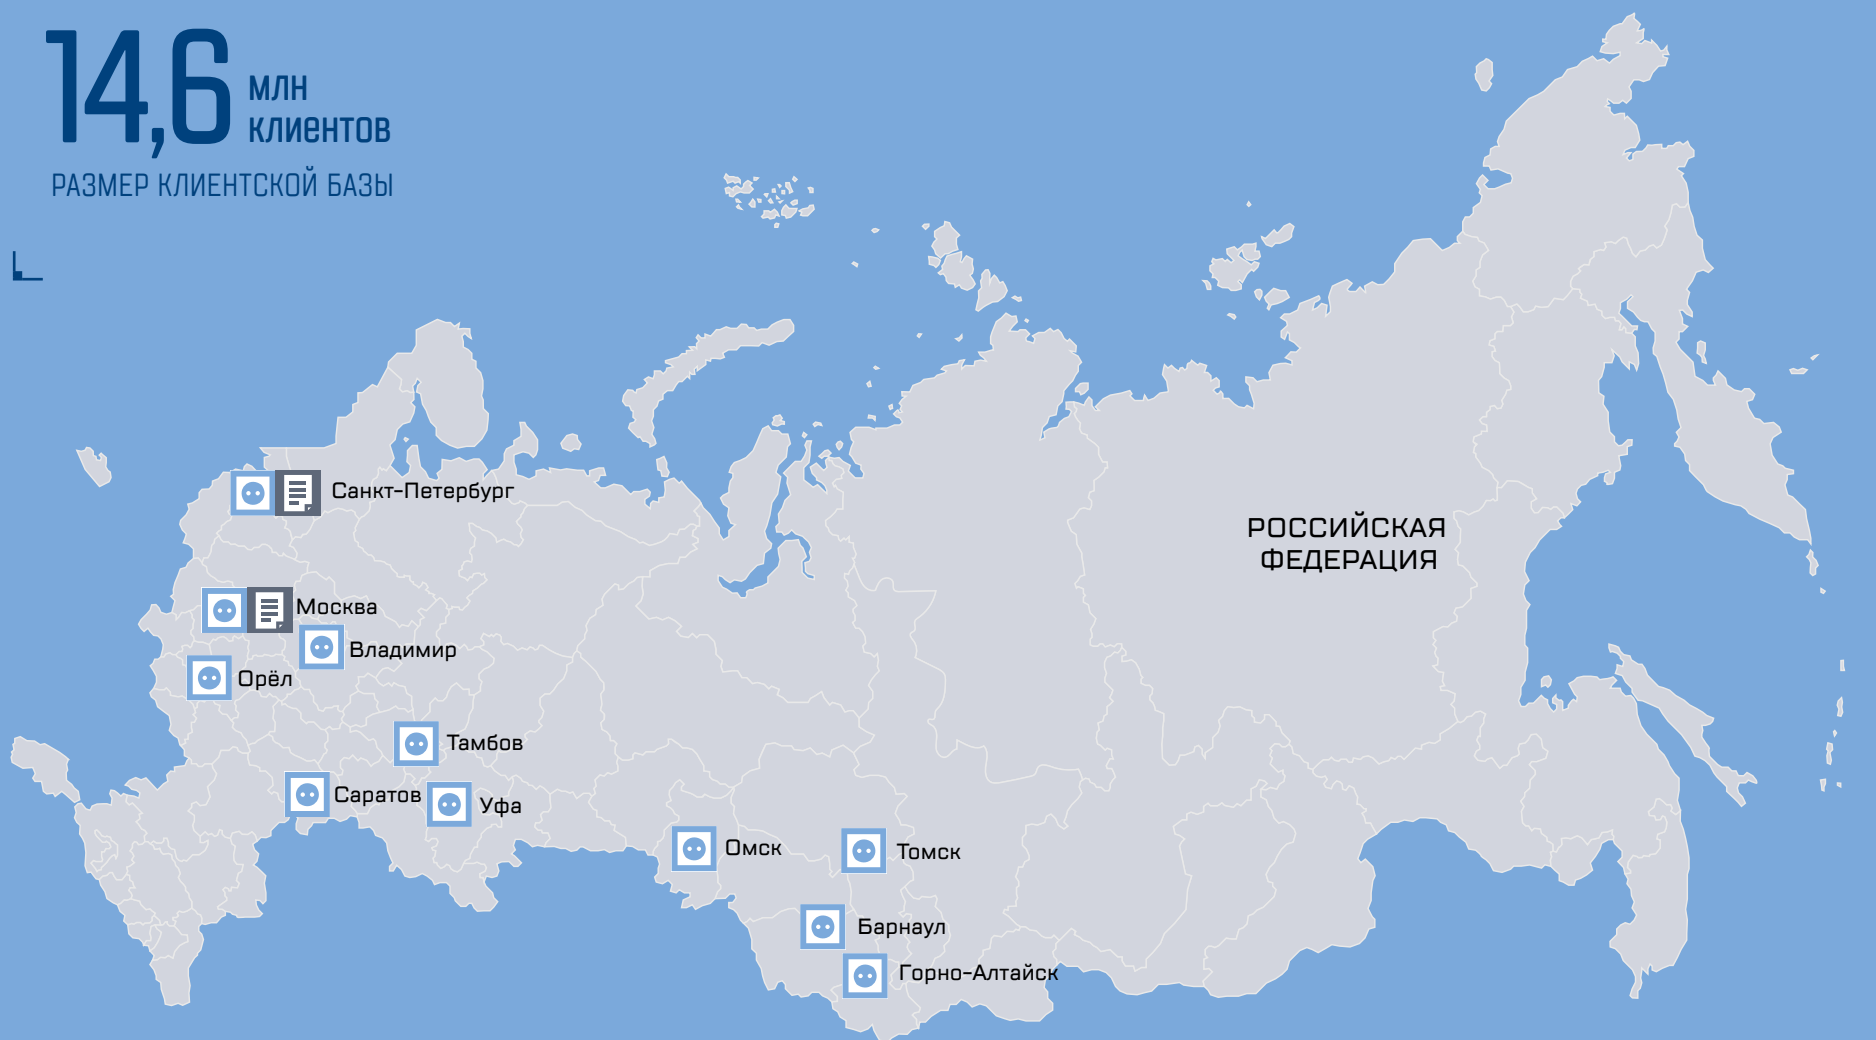 14,6 млн
клиентов
РАЗМЕР КЛИЕНТСКОЙ БАЗЫ
Санкт-Петербург
РОССИЙСКАЯ
ФЕДЕРАЦИЯ
Москва
Владимир
Орёл
Тамбов
Саратов
Уфа
Омск
Томск
Барнаул
Горно-Алтайск